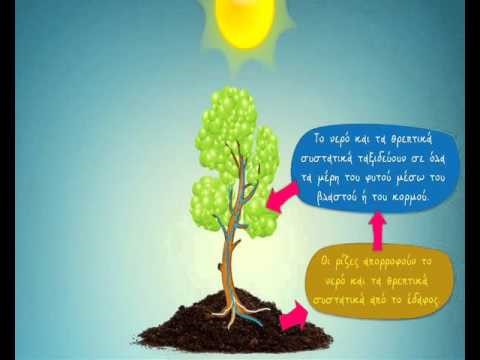 Το νερό και τα θρεπτικά
συστατικά ταξιδεύουν σε όλα
τα μέρη του φυτού μέσω του
βλαστού ή του κορμού.
Οι ρίζες απορροφούν το
νερό και τα θρεπτικά
συστατικά από το έδαφος.